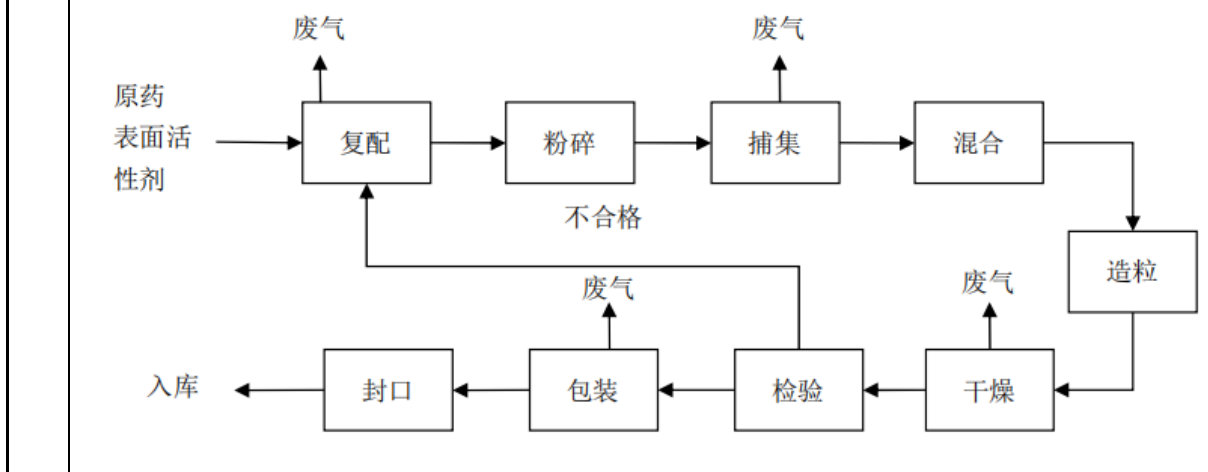 废气
废气
原药
表面活
性剂
复配
粉碎
捕集
混合
不合格
造粒
废气
废气
入库
封口
包装
检验
干燥